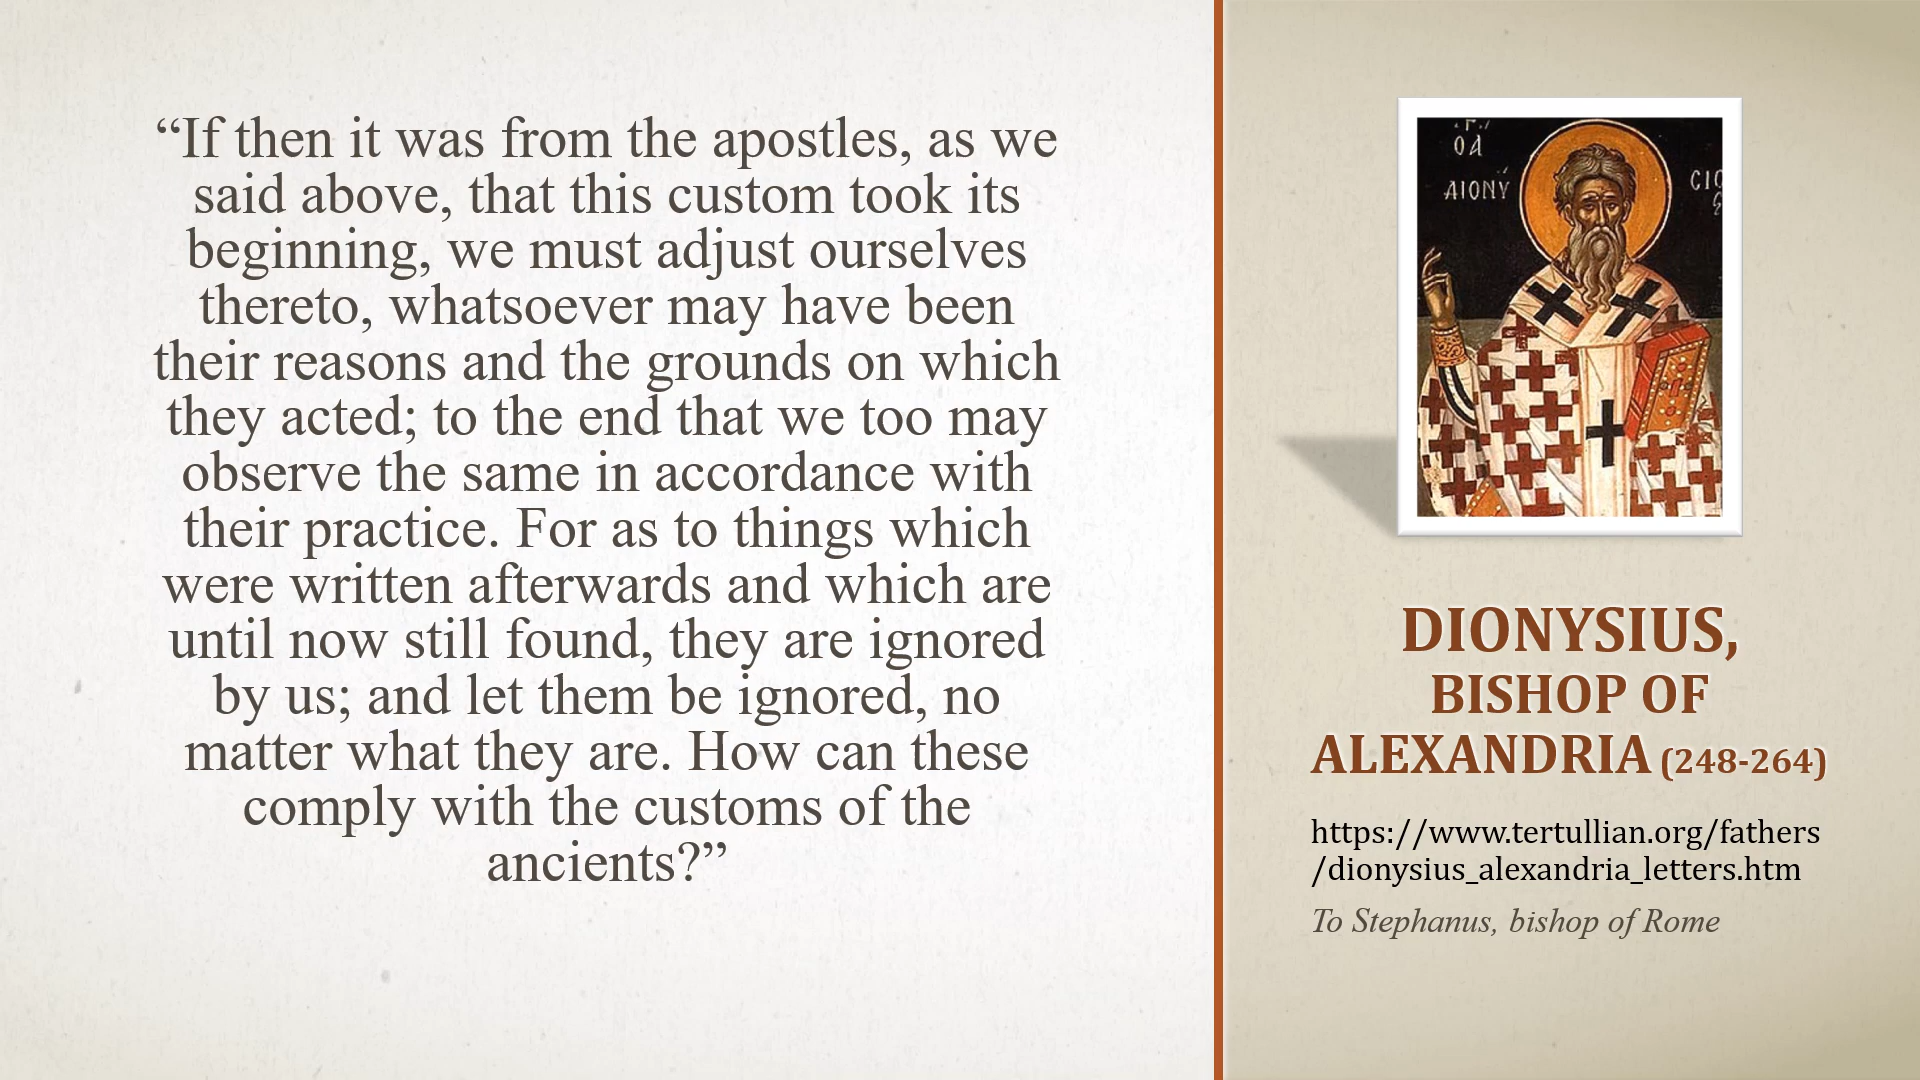 “If then it was from the apostles, as we
said above, that this custom took its
beginning, we must adjust ourselves
thereto, whatsoever may have been
their reasons and the grounds on which
they acted; to the end that we too may
observe the same in accordance with
their practice. For as to things which
were written afterwards and which are
until now still found, they are ignored
by us; and let them be ignored, no
matter what they are. How can these
comply with the customs of the
ancients?”
ΟΑ
ΔΙΟΝΥ
CΙΟ
DIONYSIUS,
BISHOP OF
ALEXANDRIA (248-264)
https://www.tertullian.org/fathers
/dionysius_alexandria_letters.htm
To Stephanus, bishop of Rome